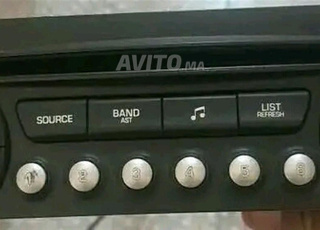 AVITO.MA
SOURCE
BAND
AST
LIST
REFRESH
1 2 3 4 5 6